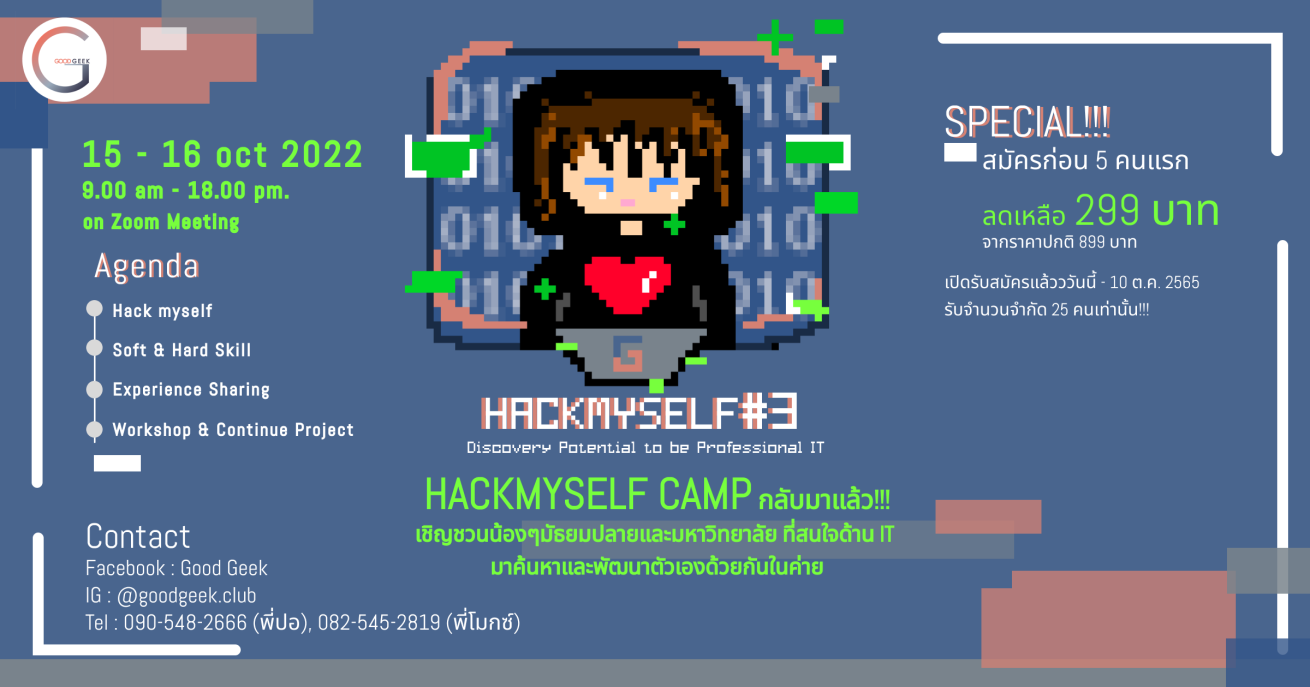 GOOD GEEK
15 - 16 oct 2022
9.00 am - 18.00 pm.
on Zoom Meeting
Agenda
Hack myself
Soft & Hard Skill
Experience Sharing
Workshop & Continue Project
Contact
Facebook : Good Geek
IG : @goodgeek.club
Tel : 090-548-2666 (พี่ปอ), 082-545-2819 (พี่โมกซ์)
HACKMYSELF#3
Discovery Potential to be Professional IT
HACKMYSELF CAMP กลับมาแล้ว!!!
เชิญชวนน้องๆมัธยมปลายและมหาวิทยาลัย ที่สนใจด้าน IT
มาค้นหาและพัฒนาตัวเองด้วยกันในค่าย
SPECIAL!!!
สมัครก่อน 5 คนแรก
ลดเหลือ 299 บาท
จากราคาปกติ 899 บาท
เปิดรับสมัครแล้วววันนี้ - 10 ต.ค. 2565
รับจำนวนจำกัด 25 คนเท่านั้น!!!